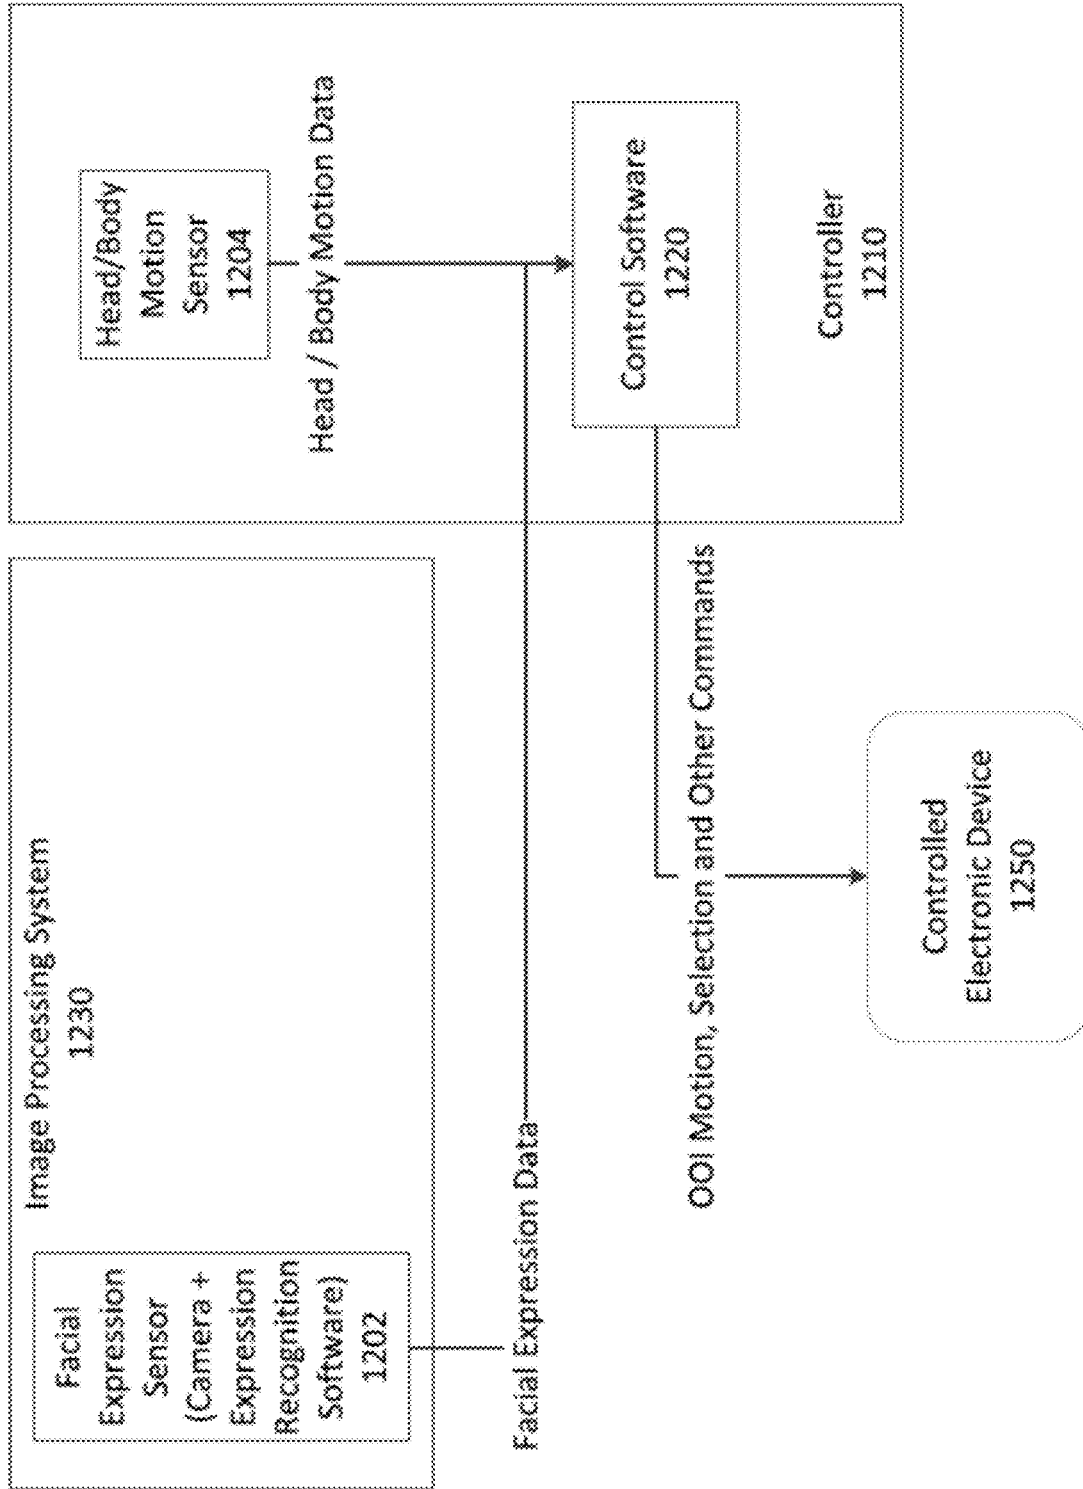 Image Processing System
1230
Facial
Expression
Sensor
(Camera +
Expression
Recognition
Software)
1202
Head/Body
Motion
Sensor
1204
Head / Body Motion Data
Facial Expression Data
Control Software
1220
OOI Motion, Selection and Other Commands
Controller
1210
Controlled
Electronic Device
1250